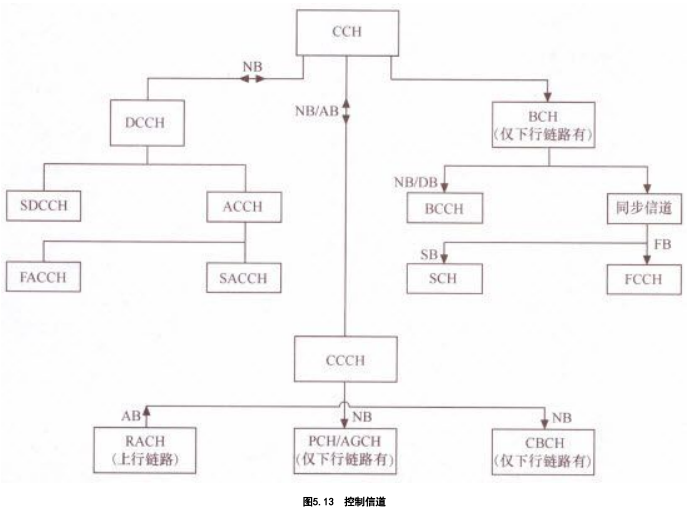 CCH
NB
NB/AB
DCCH
BCH
(仅下行链路有)
NB/DB
SDCCH
ACCH
BCCH
同步信道
SB
FB
FACCH
SACCH
SCH
FCCH
CCCH
AB
NB
NB
RACH
(上行链路)
PCH/AGCH
(仅下行链路有)
CBCH
(仅下行链路有)
图5.13 控制信道